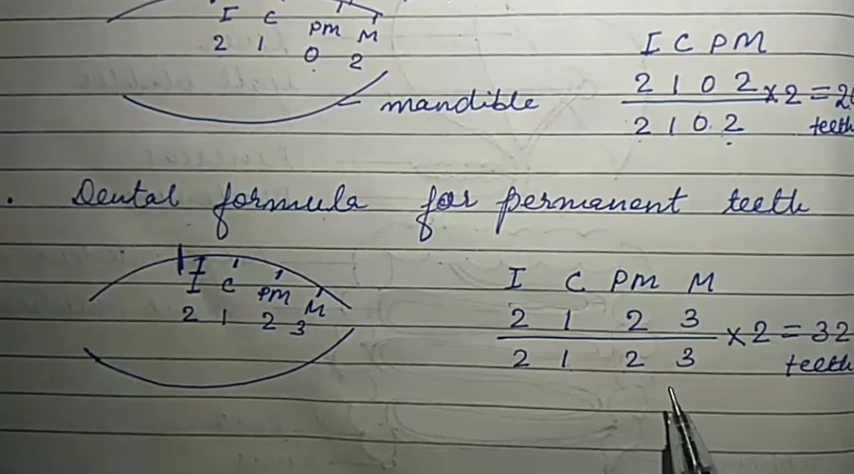 I C PM M
2 1 0 2
mandible
I C PM
2 1 0 2
2 1 0 2
×2 = 2
teeth
. Dental formula for permanent teeth
I
I C PM M
2 1 2 3
I C PM M
2 1 2 3
2 1 2 3
×2 = 32
teeth